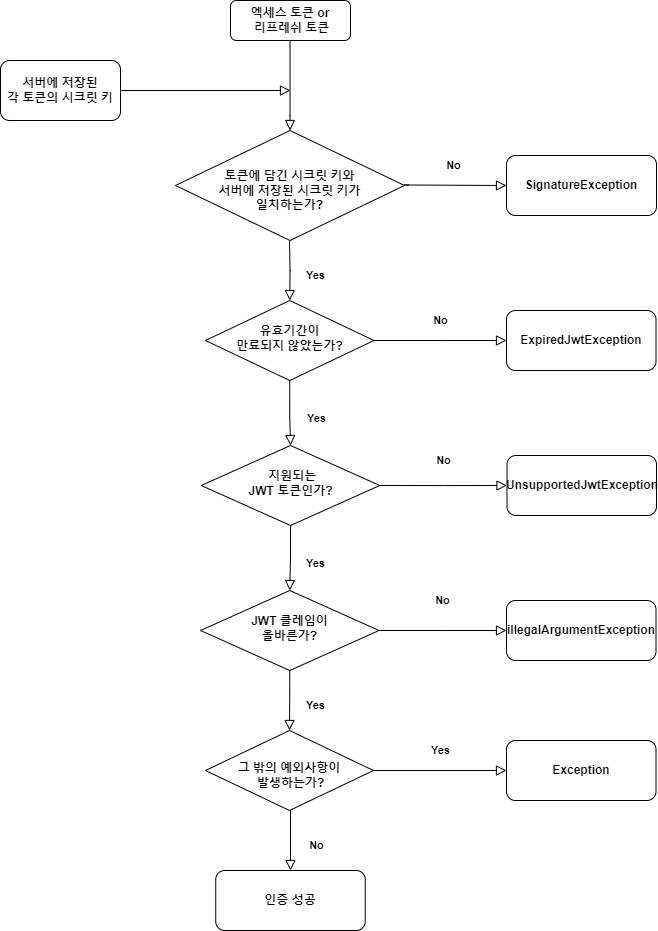 엑세스 토큰 or
리프레쉬 토큰
서버에 저장된
각 토큰의 시크릿 키
토큰에 담긴 시크릿 키와
서버에 저장된 시크릿 키가
일치하는가?
No
SignatureException
Yes
유효기간이
만료되지 않았는가?
No
ExpiredJwtException
Yes
지원되는
JWT 토큰인가?
No
UnsupportedJwtException
Yes
JWT 클레임이
올바른가?
No
illegalArgumentException
Yes
그 밖의 예외사항이
발생하는가?
Yes
Exception
No
인증 성공